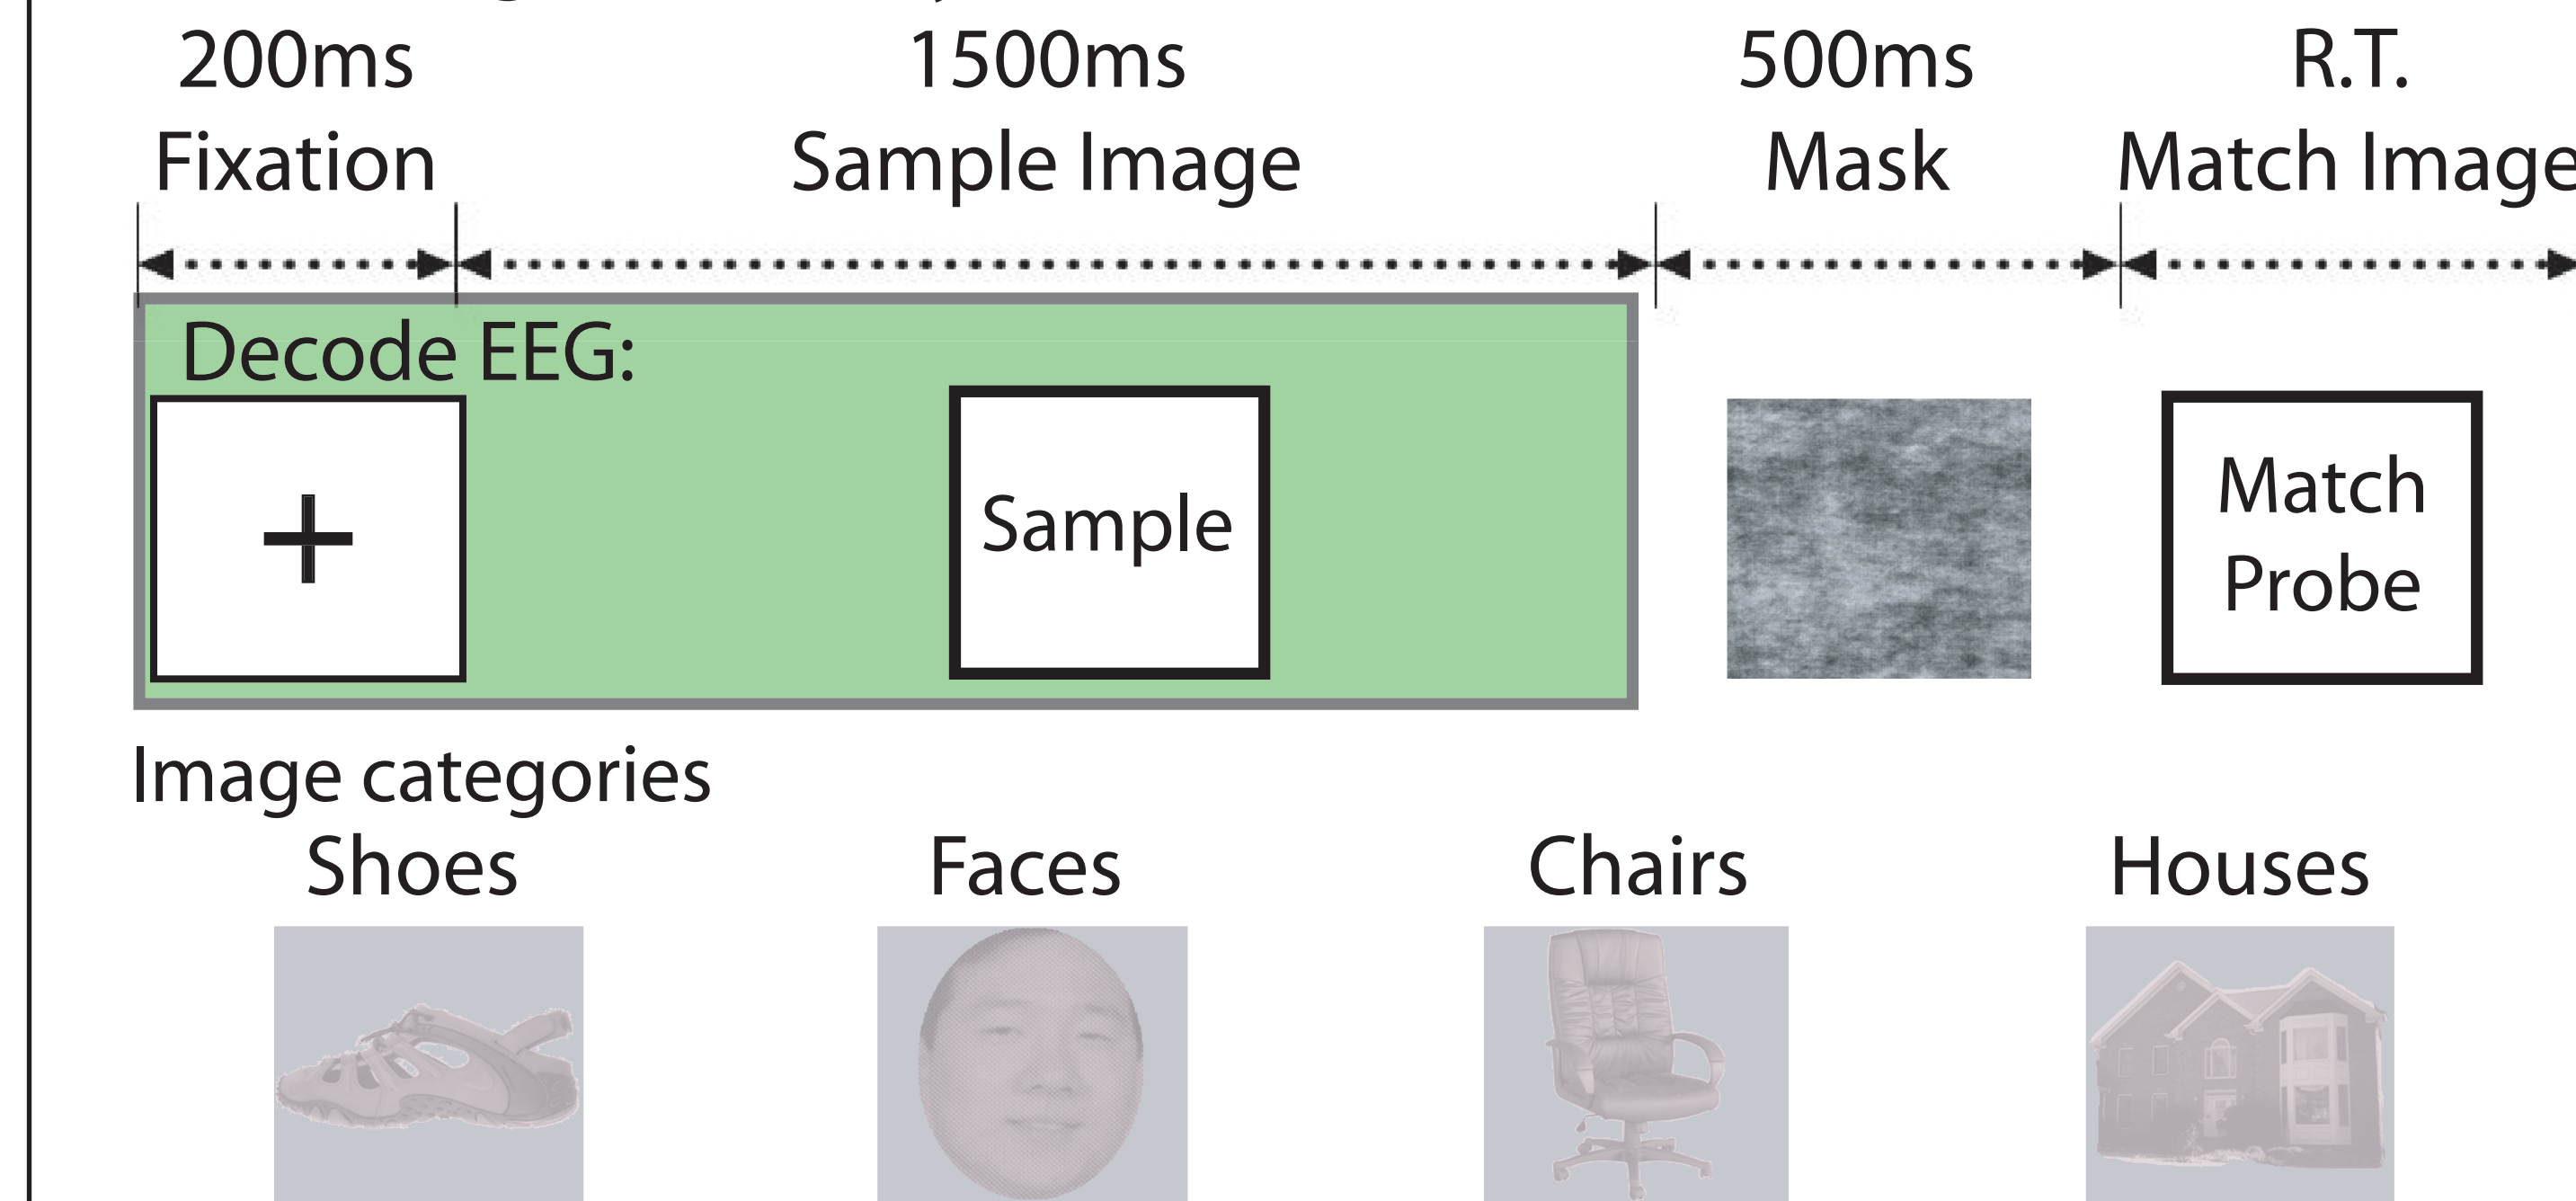 200ms 1500ms 500ms R.T.
Fixation Sample Image Mask Match Image
Decode EEG:
+
Sample
Match
Probe
Image categories
Shoes Faces Chairs Houses